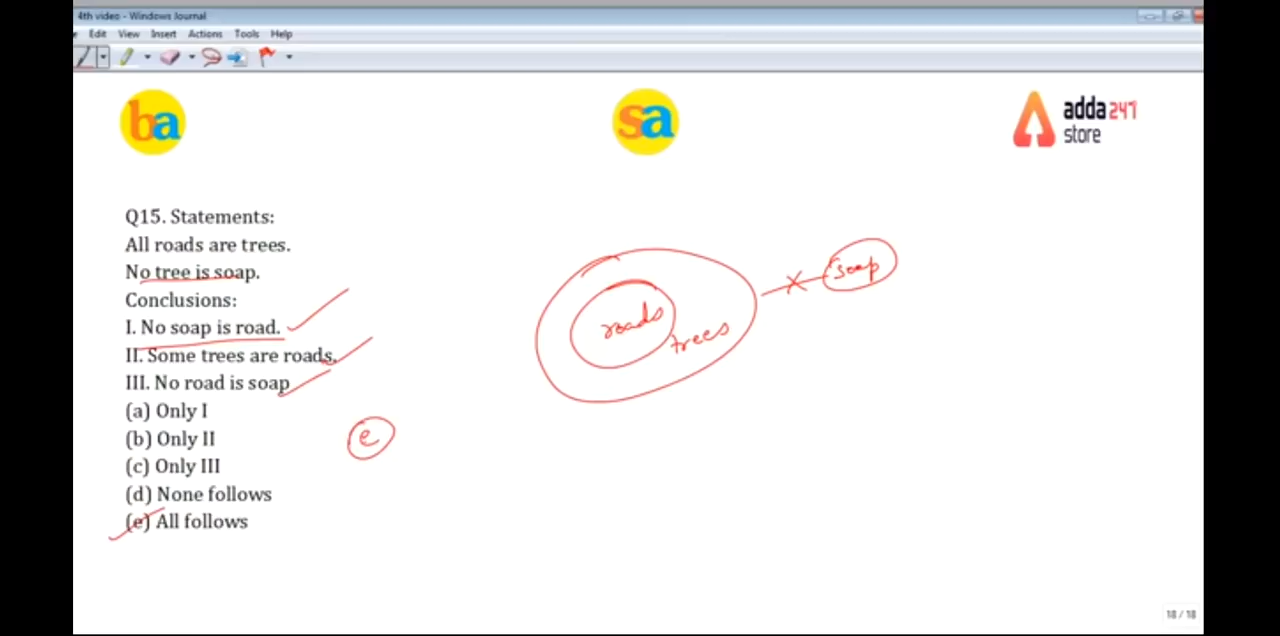 4th video - Windows Journal
Edit View Insert Actions Tools Help
ba
sa
adda247
store
Q15. Statements:
All roads are trees.
No tree is soap.
Conclusions:
I. No soap is road.
II. Some trees are roads.
III. No road is soap
(a) Only I
(b) Only II
(c) Only III
(d) None follows
(e) All follows
e
roads
trees
soap
18 / 18